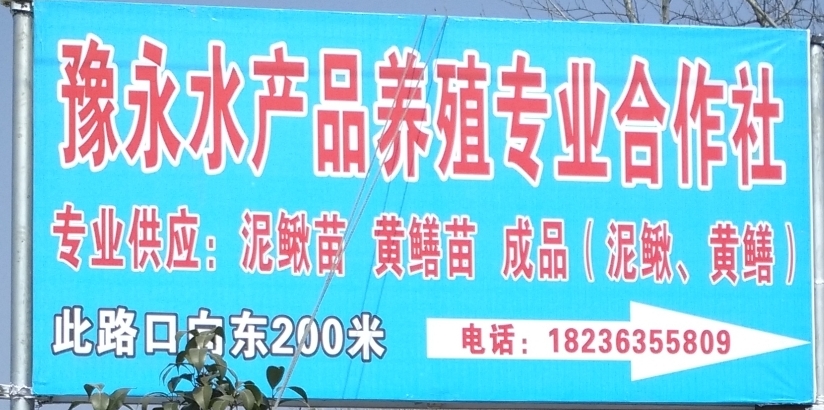 豫永水产品养殖专业合作社
专业供应：泥鳅苗 黄鳝苗 成品（泥鳅、黄鳝）
此路口向东200米
电话：18236355809